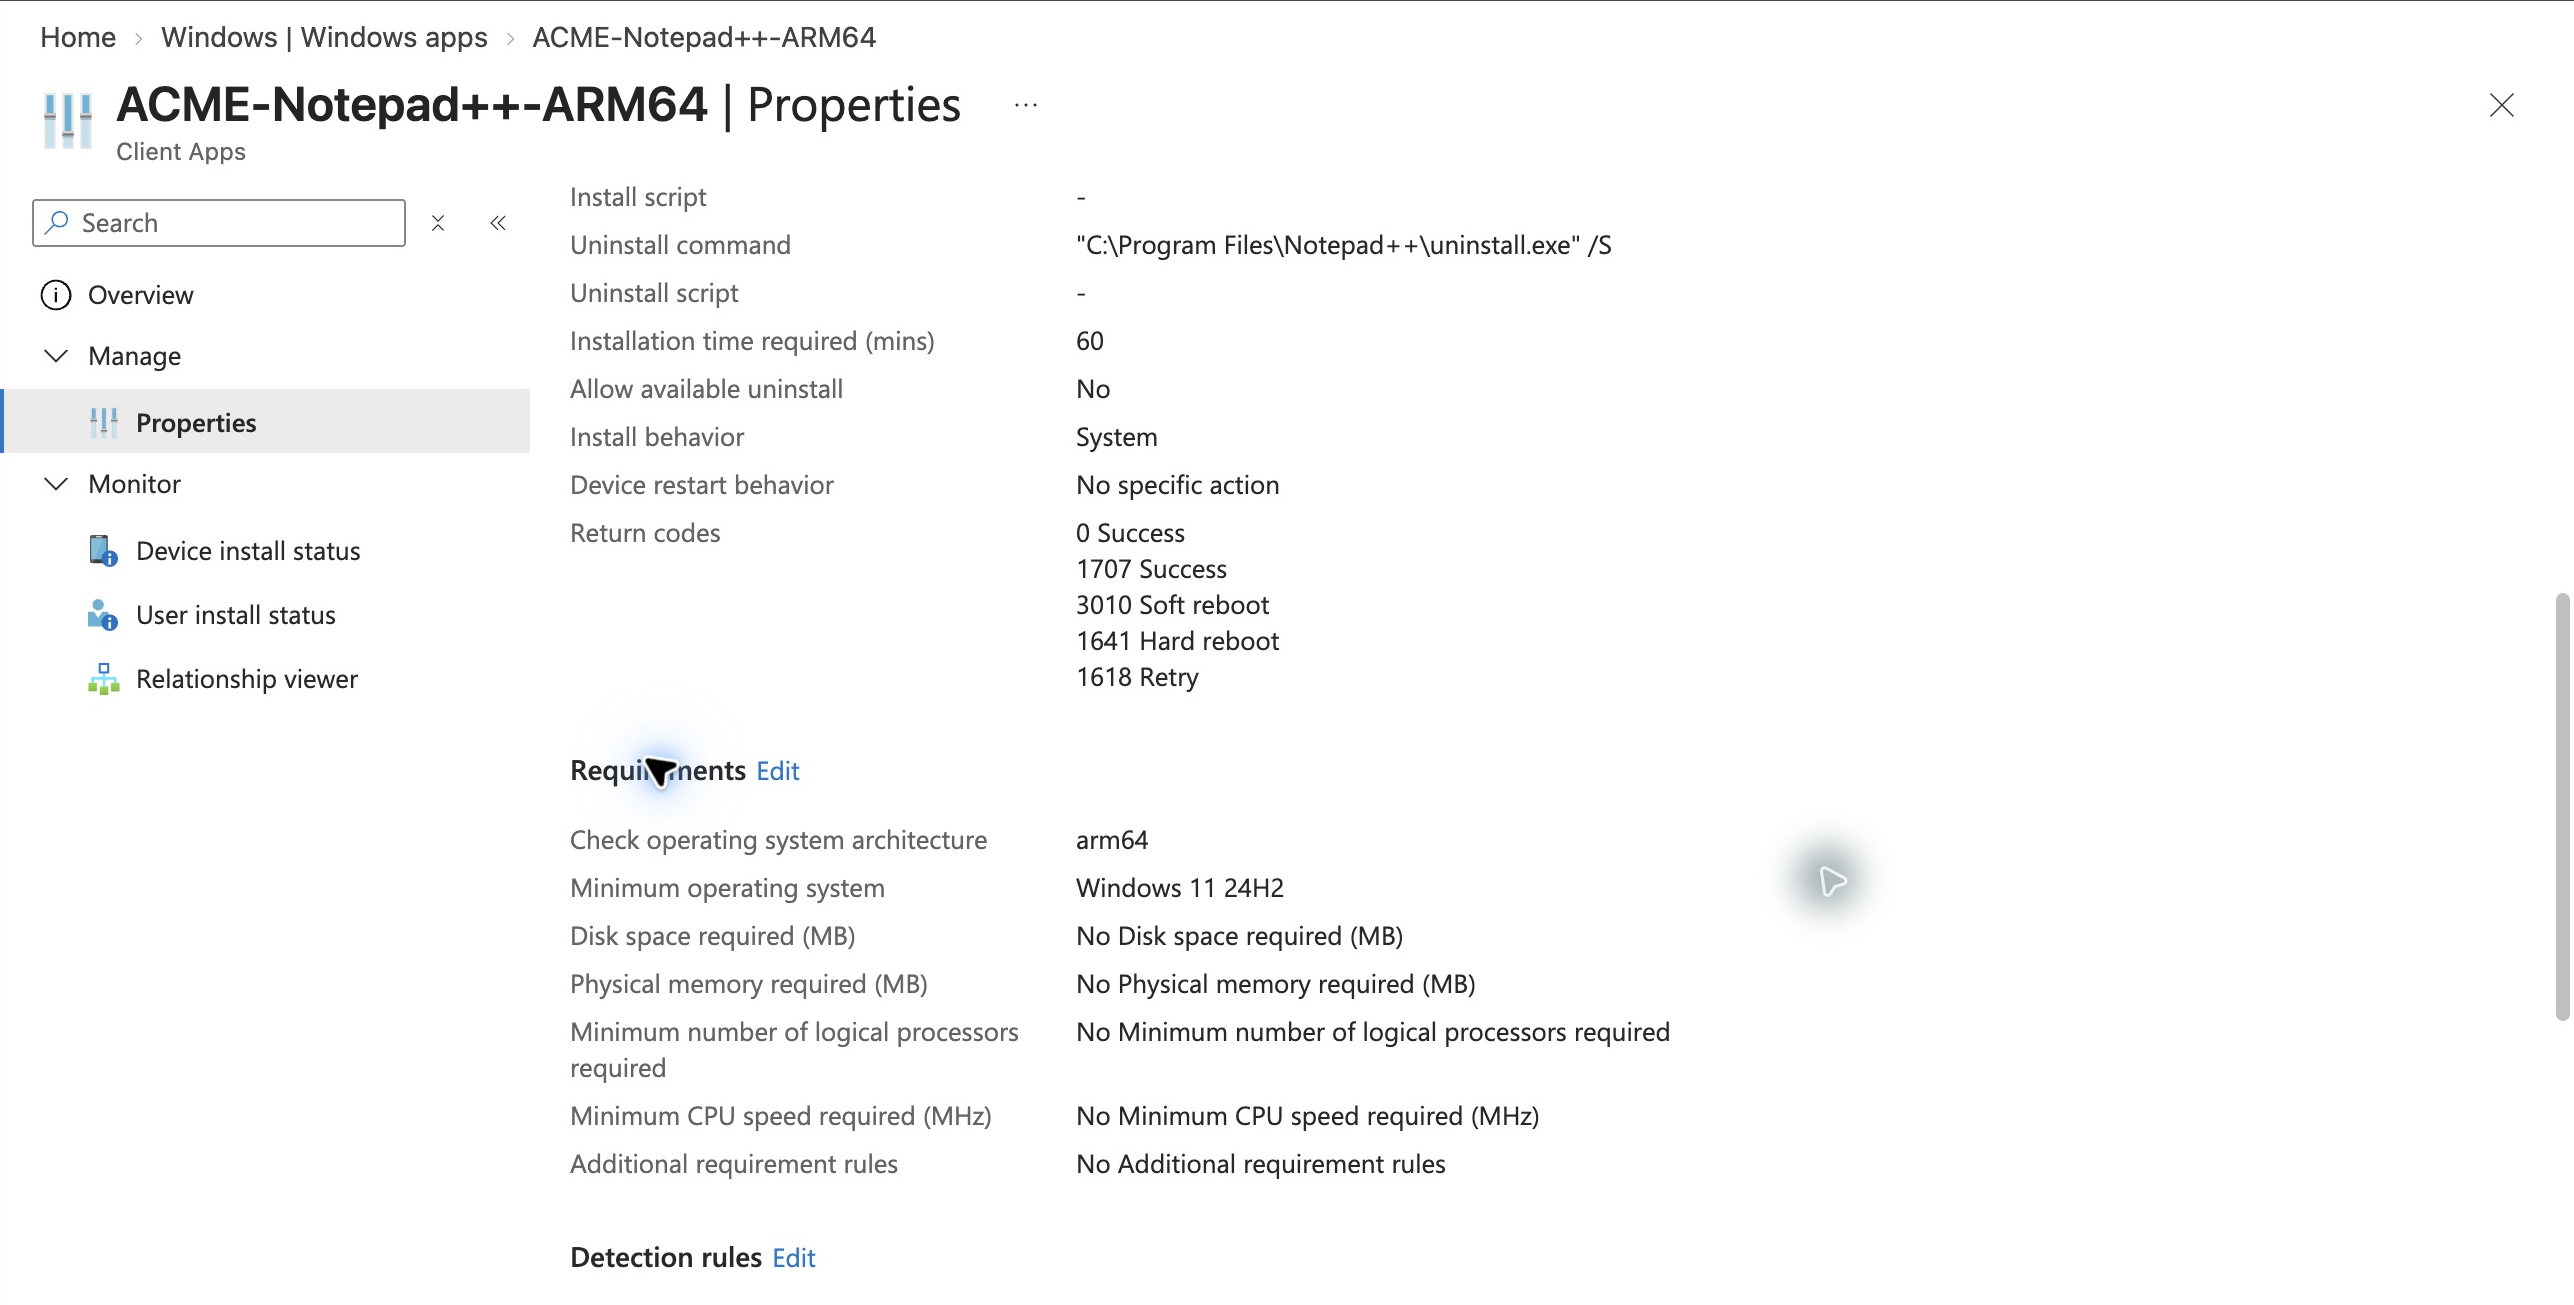 Home > Windows | Windows apps > ACME-Notepad++-ARM64
ACME-Notepad++-ARM64 | Properties ...
Client Apps
Search
Overview
Manage
Properties
Monitor
Device install status
User install status
Relationship viewer
Install script -
Uninstall command "C:\Program Files\Notepad++\uninstall.exe" /S
Uninstall script -
Installation time required (mins) 60
Allow available uninstall No
Install behavior System
Device restart behavior No specific action
Return codes 0 Success
1707 Success
3010 Soft reboot
1641 Hard reboot
1618 Retry
Requirements Edit
Check operating system architecture arm64
Minimum operating system Windows 11 24H2
Disk space required (MB) No Disk space required (MB)
Physical memory required (MB) No Physical memory required (MB)
Minimum number of logical processors No Minimum number of logical processors required
required
Minimum CPU speed required (MHz) No Minimum CPU speed required (MHz)
Additional requirement rules No Additional requirement rules
Detection rules Edit